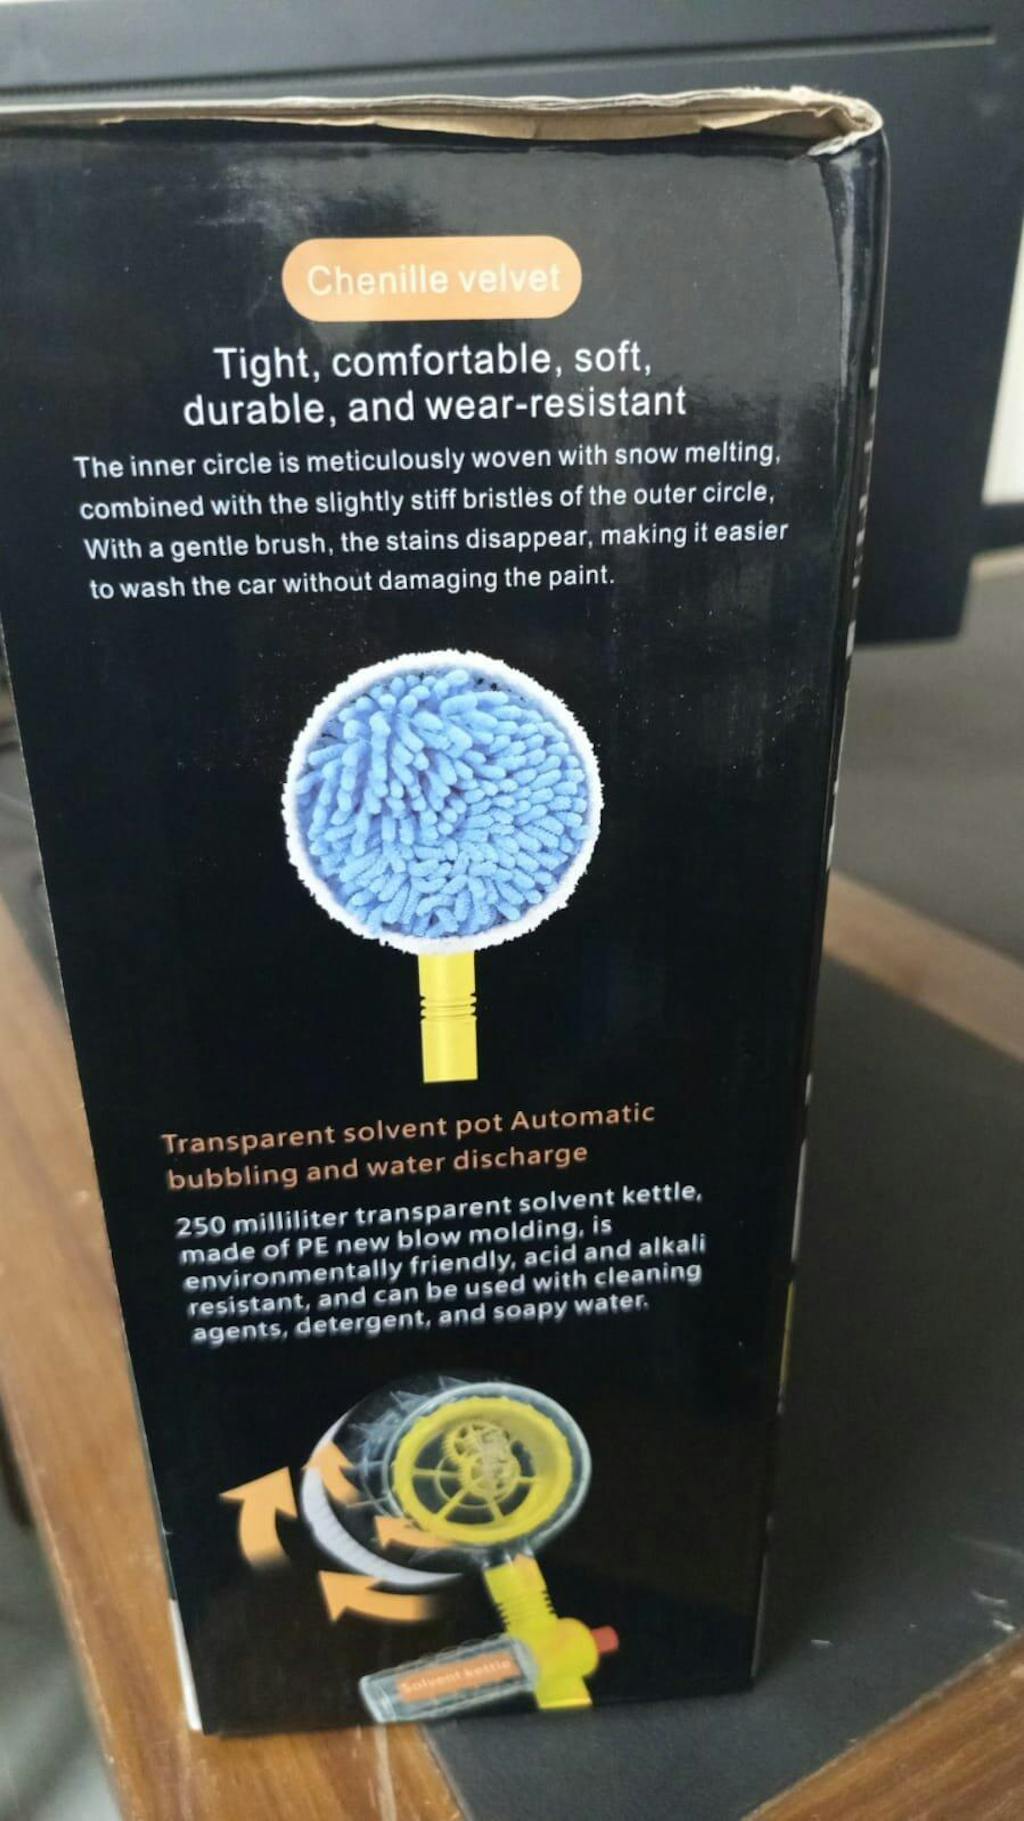 Chenille velvet
Tight, comfortable, soft,
durable, and wear-resistant
The inner circle is meticulously woven with snow melting,
combined with the slightly stiff bristles of the outer circle,
With a gentle brush, the stains disappear, making it easier
to wash the car without damaging the paint.
Transparent solvent pot Automatic
bubbling and water discharge
250 milliliter transparent solvent kettle,
made of PE new blow molding, is
environmentally friendly, acid and alkali
resistant, and can be used with cleaning
agents, detergent, and soapy water.
Solvent kettle